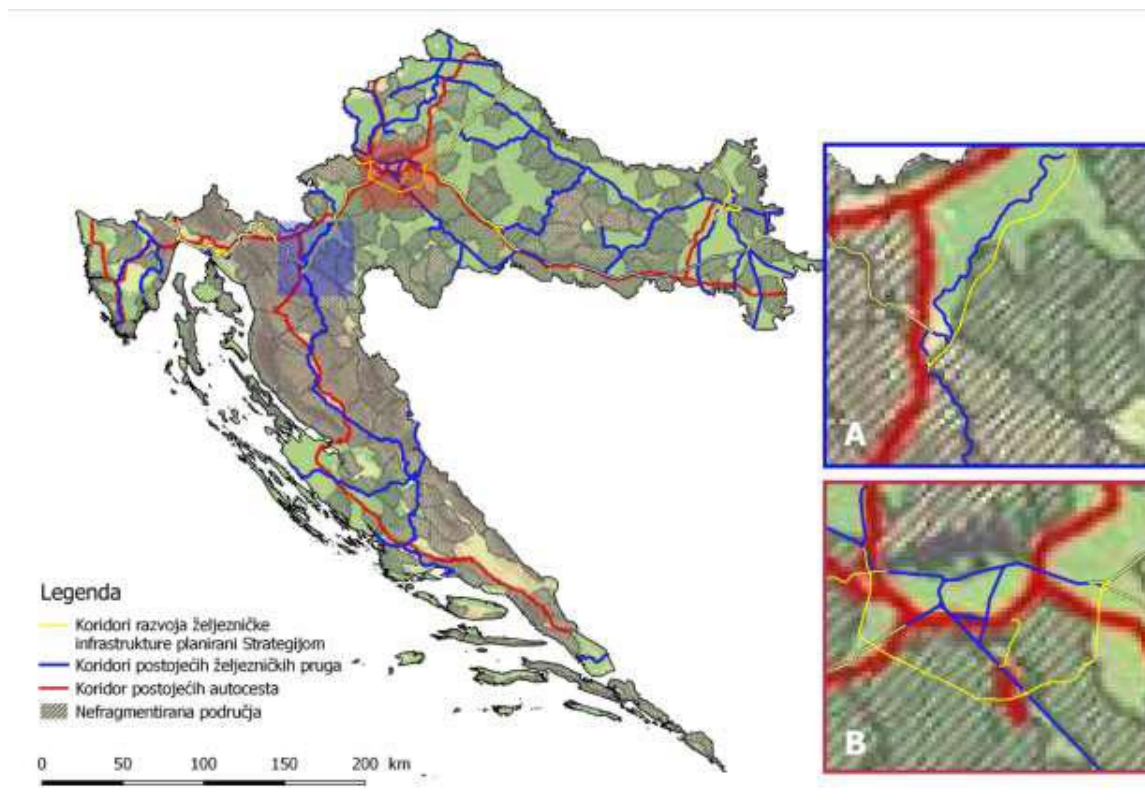 A
B
Legenda
Koridori razvoja željezničke
infrastrukture planirani Strategijom
Koridori postojećih željezničkih pruga
Koridor postojećih autocesta
Nefragmentirana područja
0 50 100 150 200 km